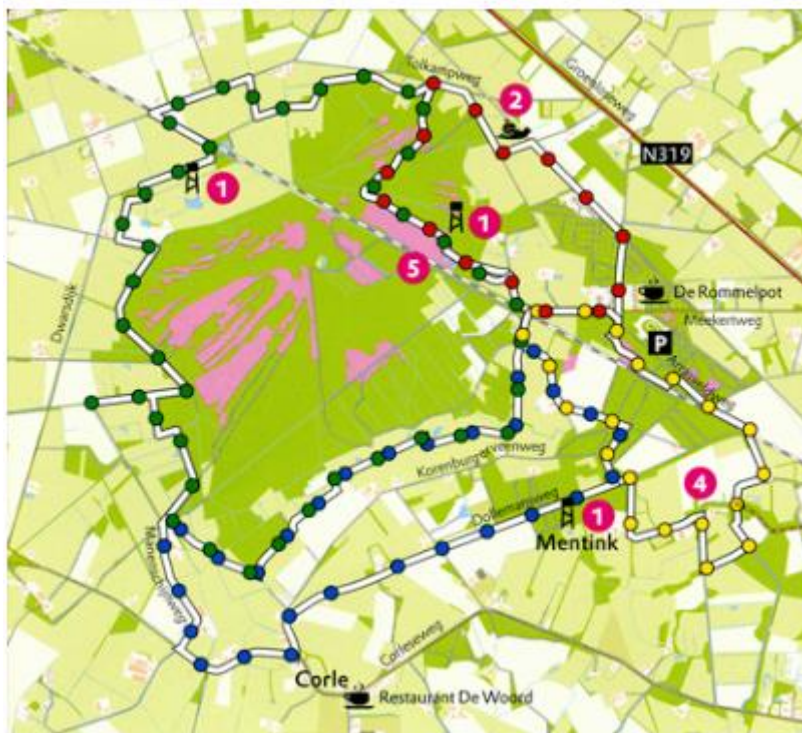 Tolkampweg
Groenloseweg
2
N319
1
1
Dwarsdijk
5
De Rommelpot
Meekenweg
P
Korenburgerveenweg
4
Dollemansweg
1
Mentink
Corleseweg
Corle
Restaurant De Woord